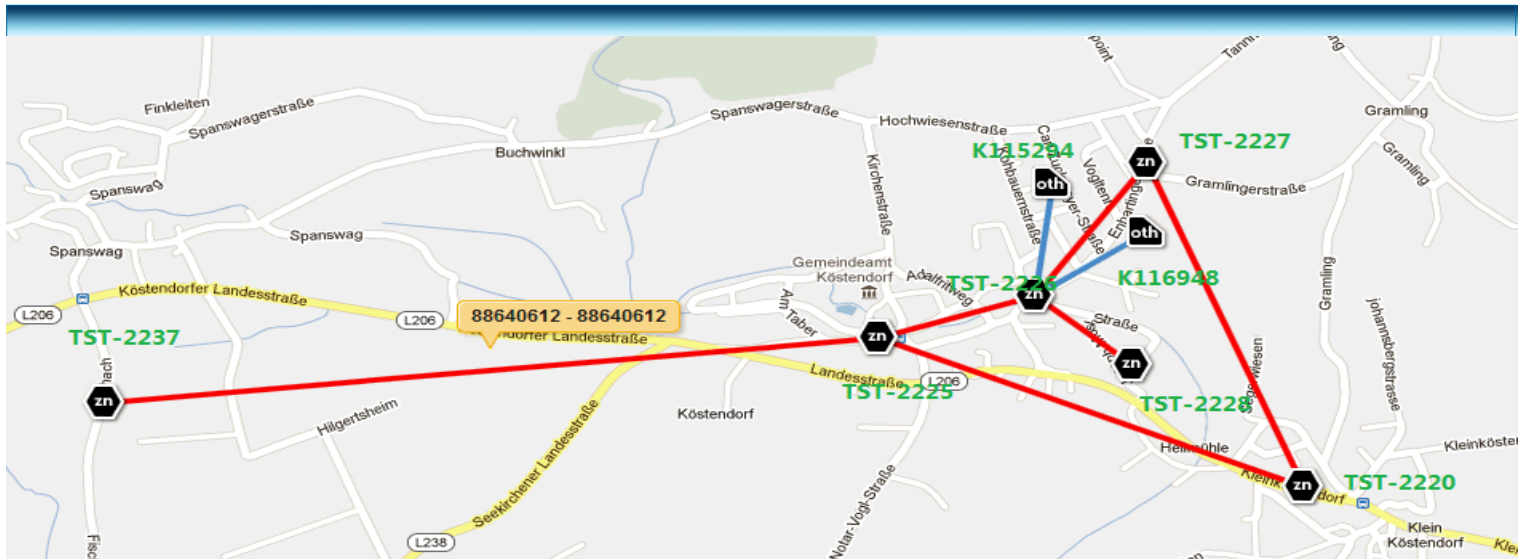 Finkleiten
Spanswagerstraße
Spanswagerstraße
Buchwinkl
Hochwiesenstraße
Gramling
Gramling
TST-2227
K115294
zn
oth
Kirchenstraße
Kohbauernstraße
Gramlingerstraße
Spanswag
Spanswag
Spanswag
oth
Gemeindeamt
Köstendorf
Adalfritweg
TST-2226
zn
K116948
Gramling
Köstendorfer Landesstraße
L206
L206
88640612 - 88640612
Landesstraße
Am Taber
zn
Straße
zn
TST-2237
zn
Landesstraße
L206
TST-2225
TST-2228
Köstendorf
Hilgertsheim
Seekirchener Landesstraße
Notar-Vogl-Straße
johannsbergstrasse
zn
TST-2220
Klein
Köstendorf
L238